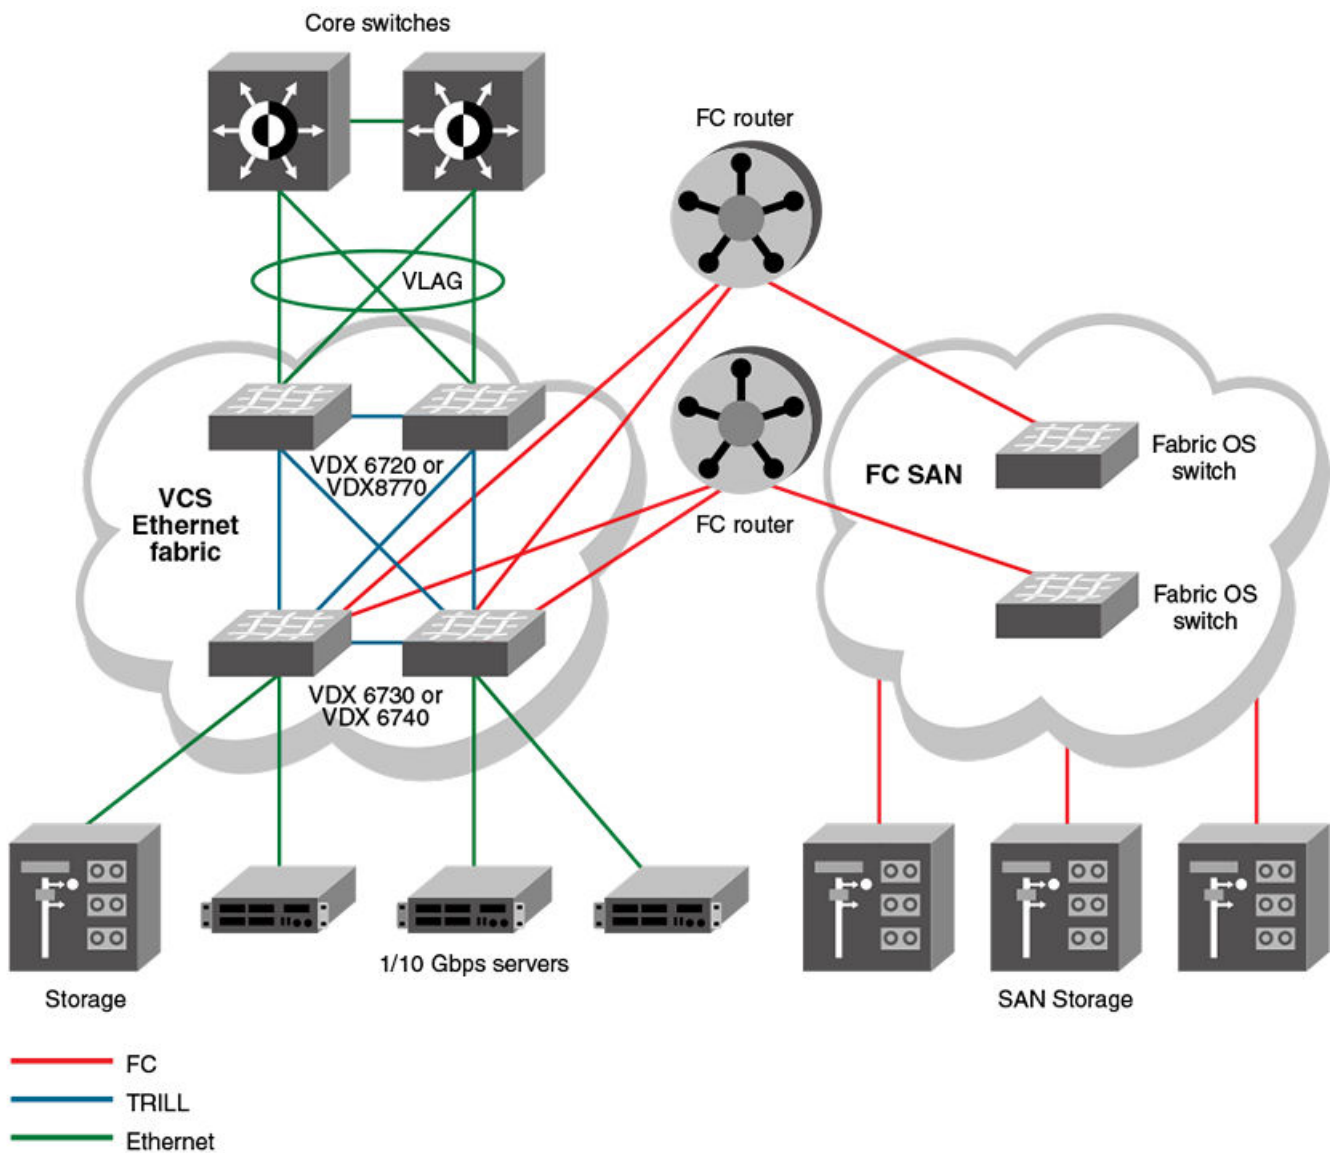 Core switches
FC router
VLAG
VDX 6720 or
VDX8770
VCS
Ethernet
fabric
FC router
FC SAN
Fabric OS
switch
Fabric OS
switch
VDX 6730 or
VDX 6740
1/10 Gbps servers
Storage
SAN Storage
FC
TRILL
Ethernet